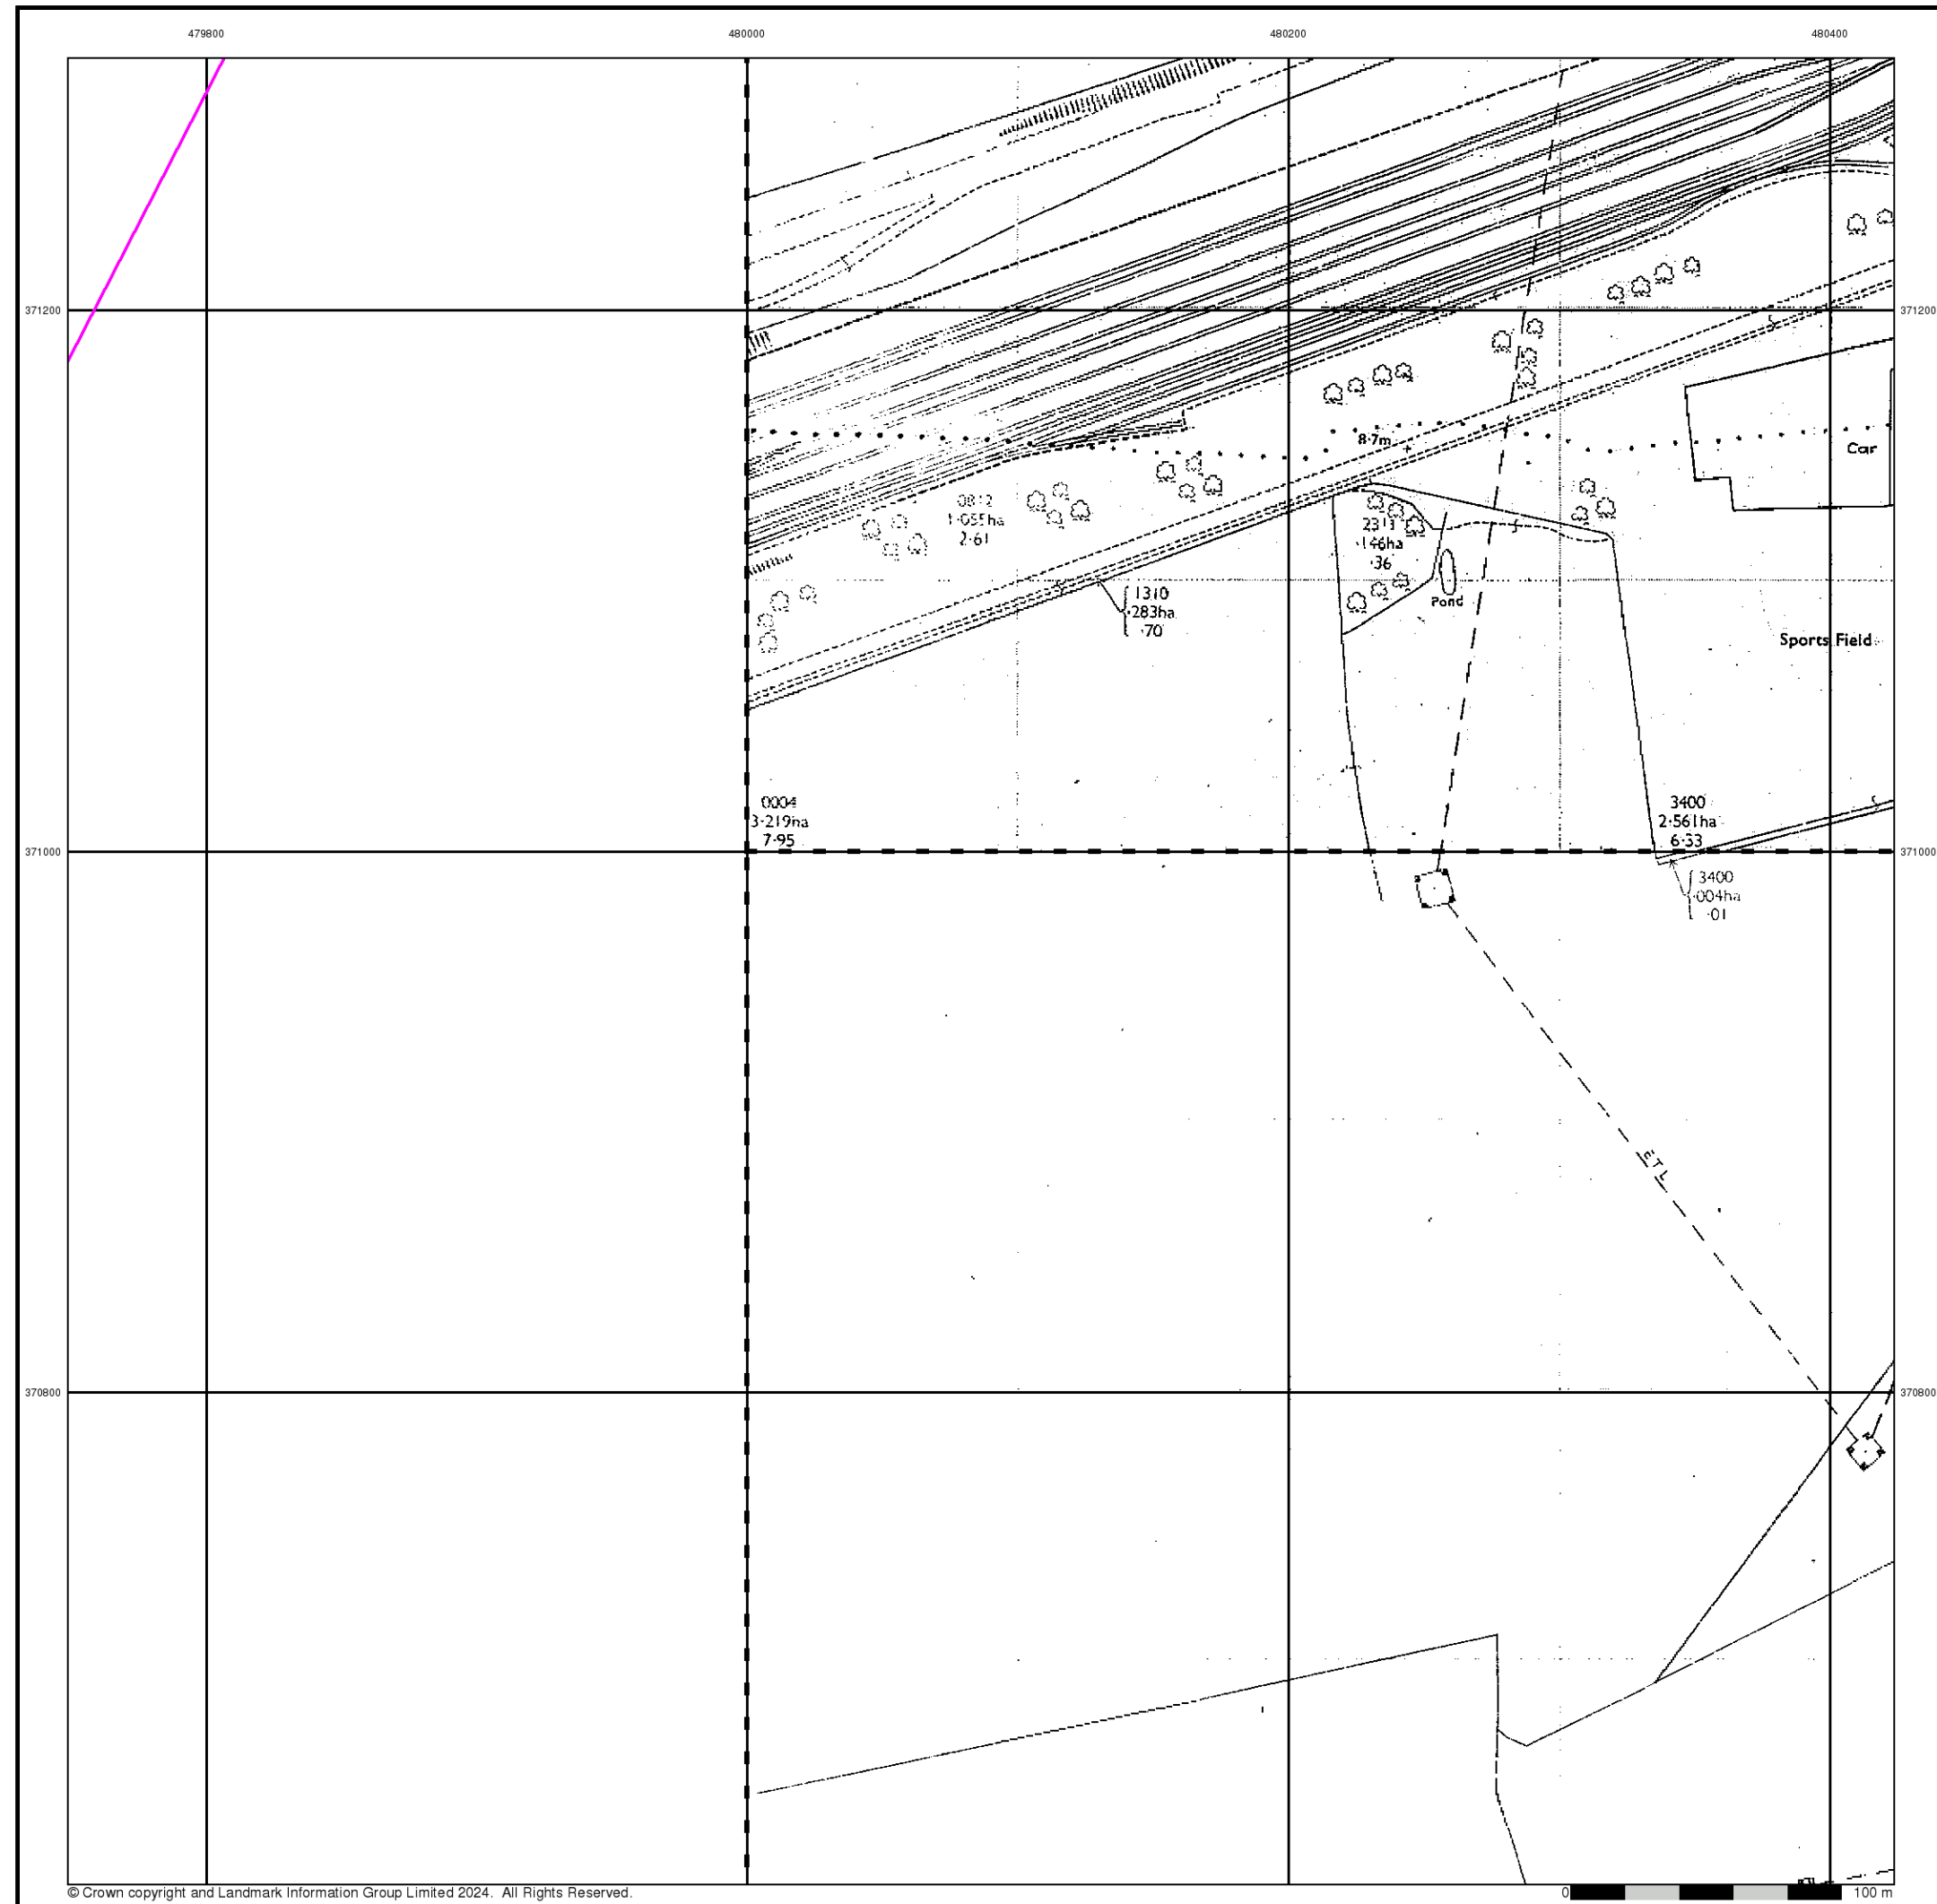 479800
480000
480200
480400
371200
371200
8·7m
Car
0812
1·055ha
2·61
2313
·146ha
·36
Pond
1310
·283ha
·70
Sports Field
0004
3·219ha
7·95
3400
2·561ha
6·33
371000
371000
3400
·004ha
·01
ETL
370800
370800
© Crown copyright and Landmark Information Group Limited 2024. All Rights Reserved.
0
100 m